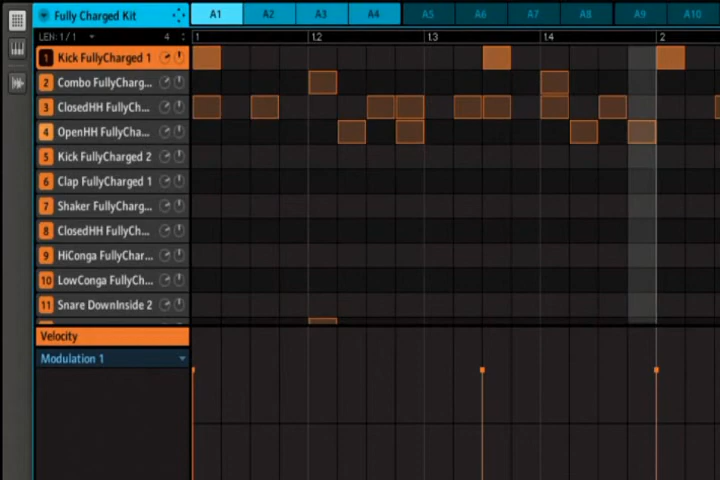 Fully Charged Kit A1 A2 A3 A4 A5 A6 A7 A8 A9 A10
LEN: 1/1 4 1 1.2 1.3 1.4 2
1 Kick FullyCharged 1
2 Combo FullyCharg...
3 ClosedHH FullyCh...
4 OpenHH FullyCha...
5 Kick FullyCharged 2
6 Clap FullyCharged 1
7 Shaker FullyCharg...
8 ClosedHH FullyCh...
9 HiConga FullyChar...
10 LowConga FullyCh...
11 Snare DownInside 2
Velocity
Modulation 1